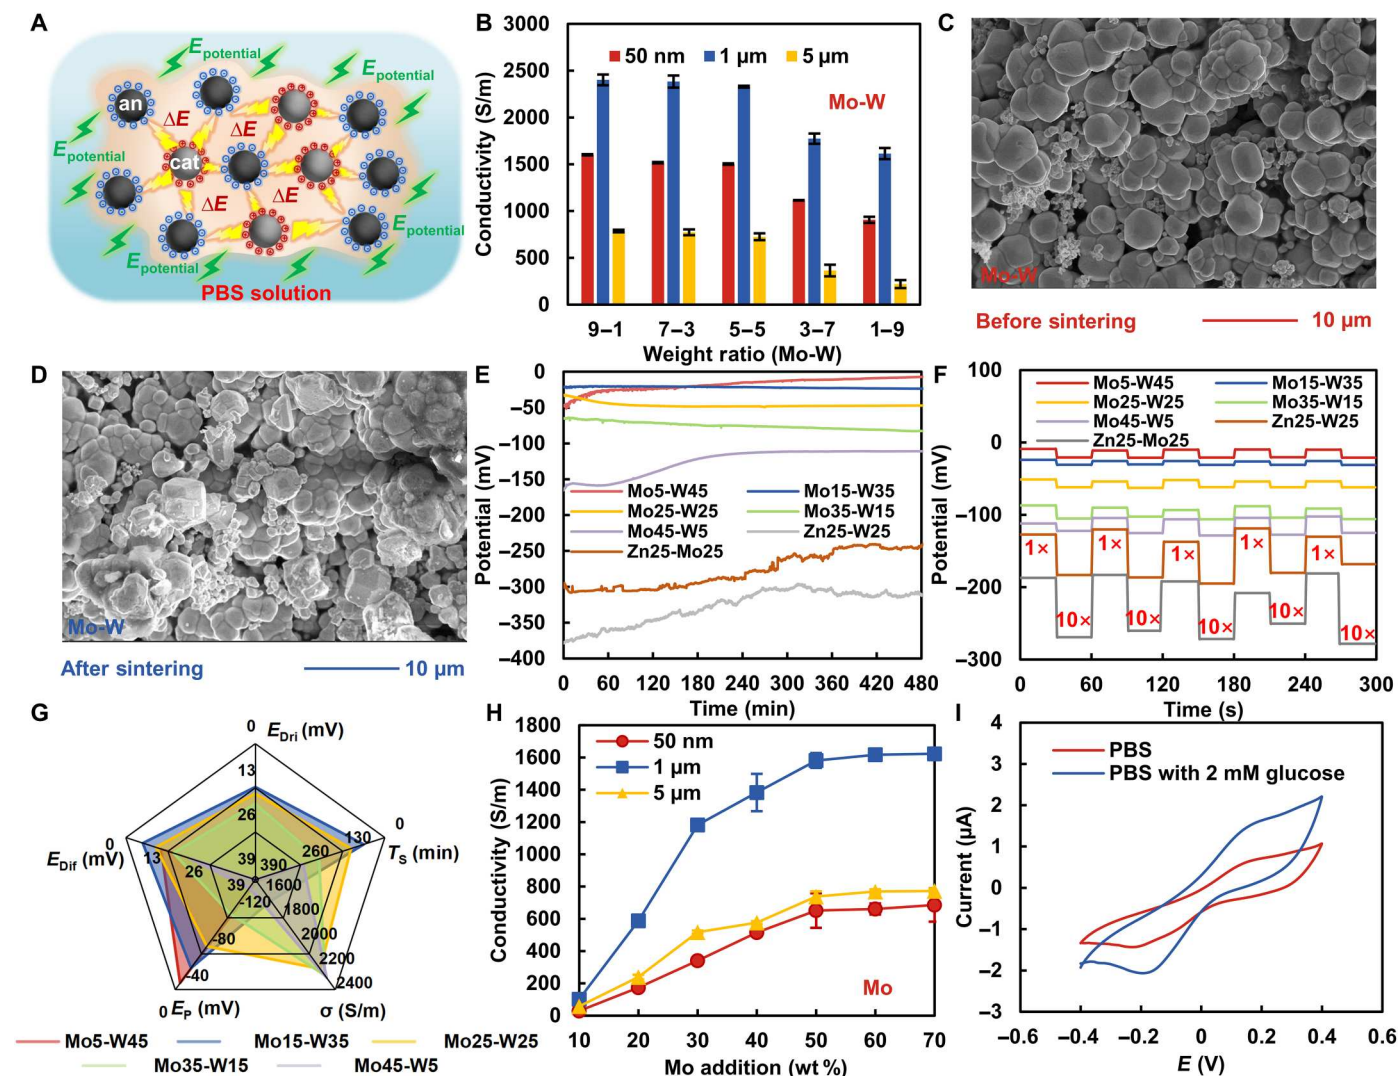 A
E potential
E potential
an
ΔE
ΔE
E potential
cat
ΔE
ΔE
E potential
E potential
PBS solution
B
3000
2500
2000
1500
1000
500
0
Conductivity (S/m)
50 nm
1 µm
5 µm
Mo-W
9–1
7–3
5–5
3–7
1–9
Weight ratio (Mo-W)
C
Mo-W
Before sintering
10 µm
D
Mo-W
After sintering
10 µm
E
0
–50
–100
–150
–200
–250
–300
–350
–400
Potential (mV)
Mo5-W45
Mo15-W35
Mo25-W25
Mo35-W15
Mo45-W5
Zn25-W25
Zn25-Mo25
0
60
120
180
240
300
360
420
480
Time (min)
F
100
0
–100
–200
–300
Potential (mV)
Mo5-W45
Mo15-W35
Mo25-W25
Mo35-W15
Mo45-W5
Zn25-W25
Zn25-Mo25
1×
1×
1×
1×
1×
10×
10×
10×
10×
10×
0
60
120
180
240
300
Time (s)
G
0
E Dri (mV)
13
26
39
0
130
260
390
T S (min)
0
E Dif (mV)
13
26
39
1600
1800
2000
2200
2400
σ (S/m)
-120
-80
-40
0 E P (mV)
Mo5-W45
Mo15-W35
Mo25-W25
Mo35-W15
Mo45-W5
H
1800
1600
1400
1200
1000
800
600
400
200
0
Conductivity (S/m)
50 nm
1 µm
5 µm
Mo
10
20
30
40
50
60
70
Mo addition (wt %)
I
4
3
2
1
0
–1
–2
–3
Current (µA)
PBS
PBS with 2 mM glucose
–0.6
–0.4
–0.2
0
0.2
0.4
0.6
E (V)